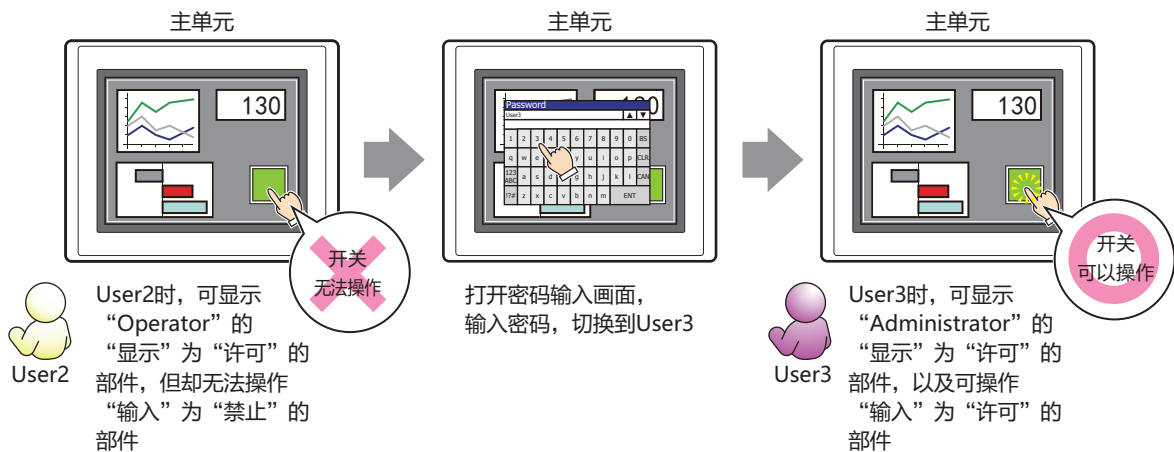 主单元
130
开关
无法操作
User2
User2时，可显示
“Operator”的
“显示”为“许可”的
部件，但却无法操作
“输入”为“禁止”的
部件
主单元
Password
User3
▲ ▼
1 2 3 4 5 6 7 8 9 0 BS
q w e y u i o p CLR
123 ABC a s d g h j k l CAN
!?# z x c v b n m ENT
打开密码输入画面，
输入密码，切换到User3
主单元
130
开关
可以操作
User3
User3时，可显示
“Administrator”的
“显示”为“许可”的
部件，以及可操作
“输入”为“许可”的
部件